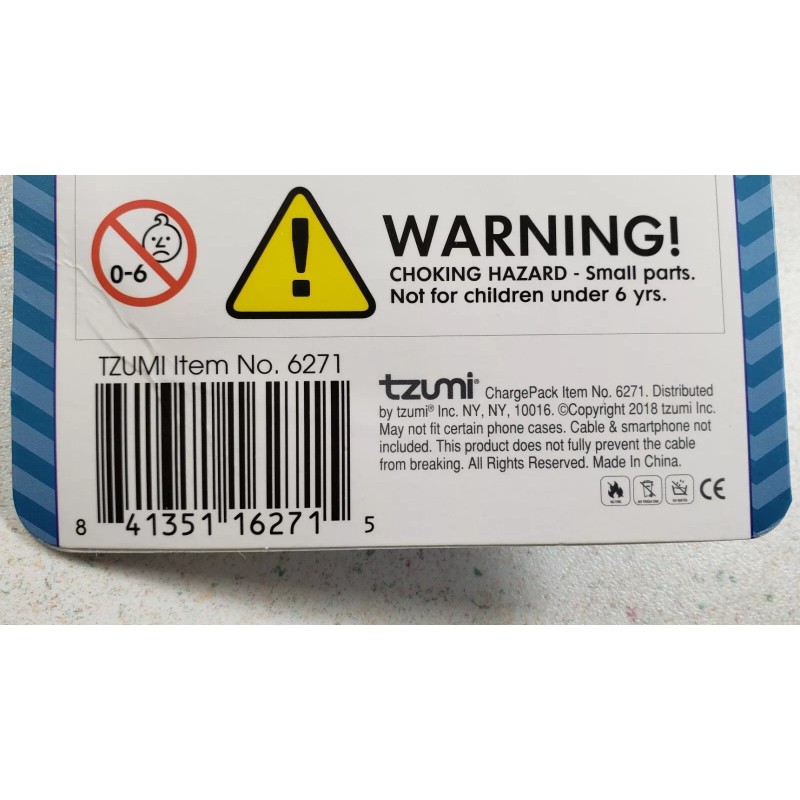 0-6
WARNING!
CHOKING HAZARD - Small parts.
Not for children under 6 yrs.
TZUMI Item No. 6271
8 41351 16271 5
tzumi® ChargePack Item No. 6271. Distributed
by tzumi® Inc. NY, NY, 10016. ©Copyright 2018 tzumi Inc.
May not fit certain phone cases. Cable & smartphone not
included. This product does not fully prevent the cable
from breaking. All Rights Reserved. Made In China.
CE